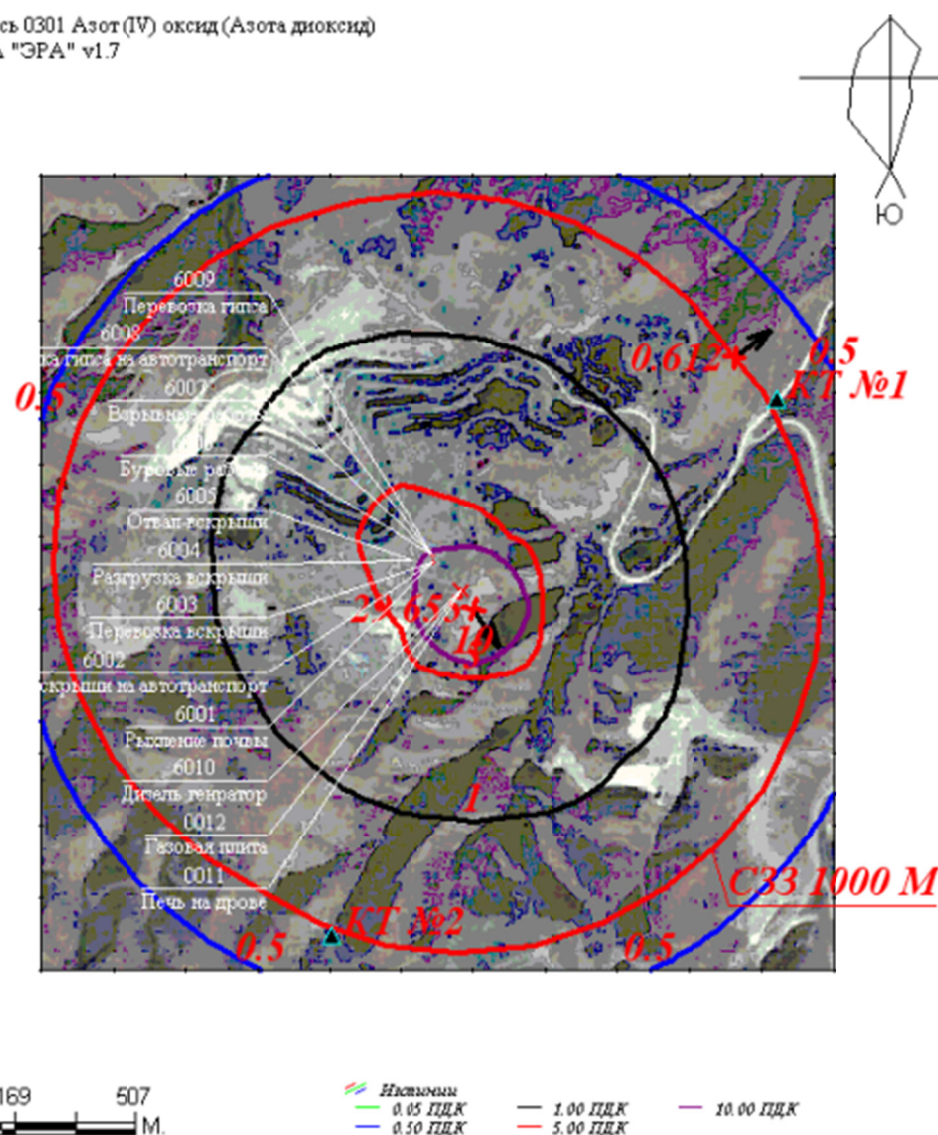 сь 0301 Азот (IV) оксид (Азота диоксид)
"ЭРА" v1.7
Ю
6009
Перевозка гипса
6008
ка гипса на автотранспорт
6007
Взрывные работы
Буровые работы
6005
Отвал вскрыши
6004
Разгрузка вскрыши
6003
Перевозка вскрыши
6002
скрыши на автотранспорт
6001
Рыхление почвы
6010
Дизель генратор
0012
Газовая плита
0011
Печь на дрове
0.612
0.5
КТ №1
0.5
10
1
СЗЗ 1000 М
КТ №2
0.5
0.5
169 507
М.
Изолинии
0.05 ПДК 1.00 ПДК 10.00 ПДК
0.50 ПДК 5.00 ПДК